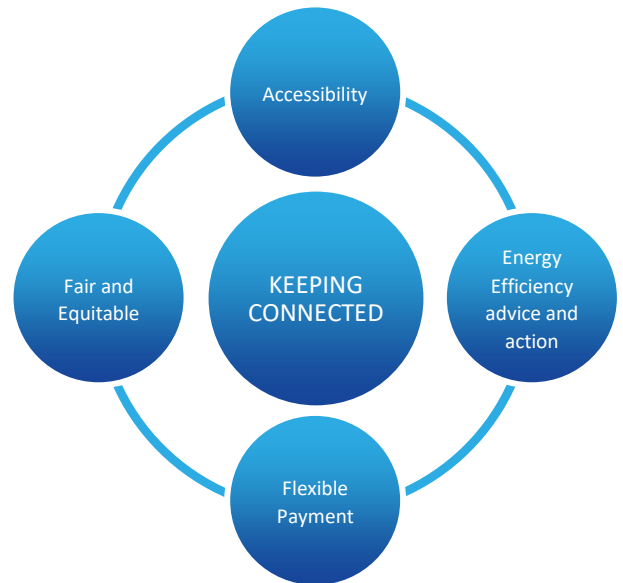 Accessibility
Fair and
Equitable
KEEPING
CONNECTED
Energy
Efficiency
advice and
action
Flexible
Payment